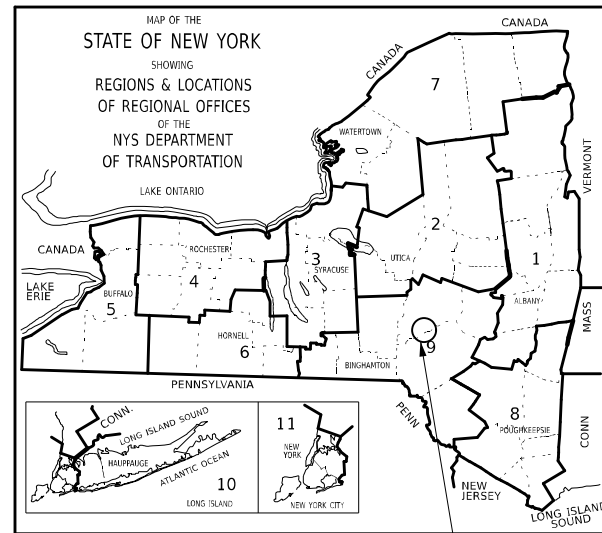 MAP OF THE
STATE OF NEW YORK
SHOWING
REGIONS & LOCATIONS
OF REGIONAL OFFICES
OF THE
NYS DEPARTMENT
OF TRANSPORTATION
CANADA
CANADA
7
WATERTOWN
VERMONT
LAKE ONTARIO
CANADA
ROCHESTER
2
3
SYRACUSE
UTICA
1
LAKE
ERIE
BUFFALO
5
4
ALBANY
MASS
HORNELL
6
9
BINGHAMTON
PENNSYLVANIA
PENN
8
POUGHKEEPSIE
CONN
NEW
JERSEY
LONG ISLAND
SOUND
CONN.
LONG ISLAND SOUND
HAUPPAUGE
ATLANTIC OCEAN
10
LONG ISLAND
11
NEW
YORK
NEW YORK CITY